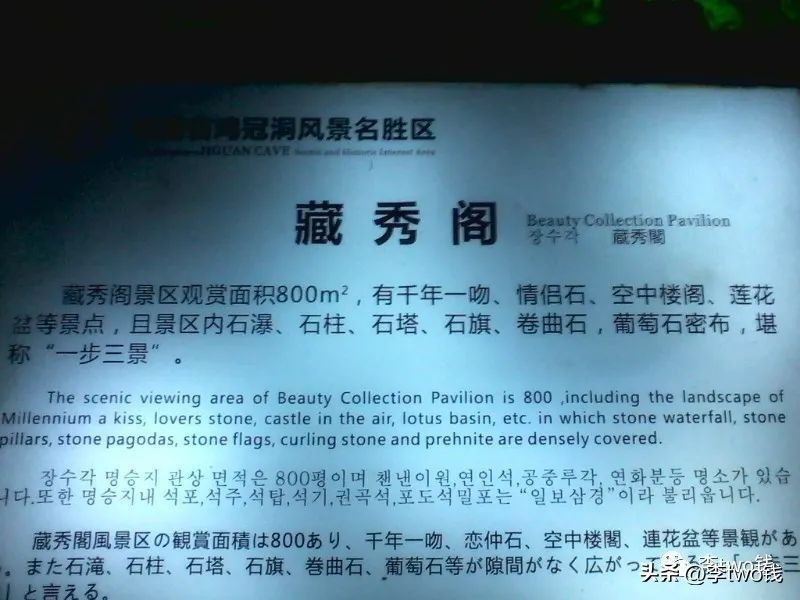 鸡冠洞风景名胜区
JIGUAN CAVE Scenic and Historic Interest Area
藏秀阁
Beauty Collection Pavilion
장수각 蔵秀閣
藏秀阁景区观赏面积800m²，有千年一吻、情侣石、空中楼阁、莲花
盆等景点，且景区内石瀑、石柱、石塔、石旗、卷曲石，葡萄石密布，堪
称“一步三景”。
The scenic viewing area of Beauty Collection Pavilion is 800 ,including the landscape of
Millennium a kiss, lovers stone, castle in the air, lotus basin, etc. in which stone waterfall, stone
pillars, stone pagodas, stone flags, curling stone and prehnite are densely covered.
장수각 명승지 관상 면적은 800평이며 챈낸이원,연인석,공중루각, 연화분등 명소가 있습
니다.또한 명승지내 석포,석주,석탑,석기,권곡석,포도석밀포는 “일보삼경”이라 불리웁니다.
蔵秀閣風景区の観賞面積は800あり、千年一吻、恋仲石、空中楼閣、連花盆等景観があ
。また石滝、石柱、石塔、石旗、巻曲石、葡萄石等が隙間がなく広がっ
」と言える。
头条 @李two钱